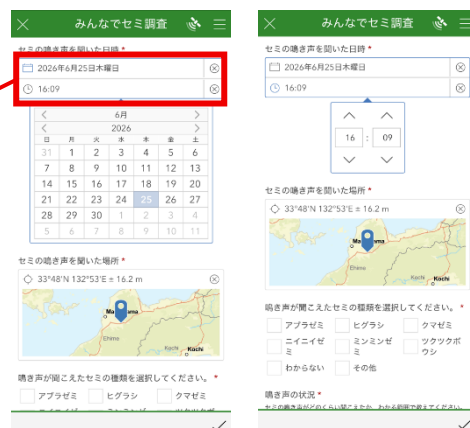 みんなでセミ調査
セミの鳴き声を聞いた日時 *
2026年6月25日木曜日
16:09
6月
2026
日 月 火 水 木 金 土
31 1 2 3 4 5 6
7 8 9 10 11 12 13
14 15 16 17 18 19 20
21 22 23 24 25 26 27
28 29 30 1 2 3 4
5 6 7 8 9 10 11
セミの鳴き声を聞いた場所 *
33°48'N 132°53'E ± 16.2 m
Ehime
Kochi Kochi
鳴き声が聞こえたセミの種類を選択してください。 *
アブラゼミ ヒグラシ クマゼミ
みんなでセミ調査
セミの鳴き声を聞いた日時 *
2026年6月25日木曜日
16:09
16 : 09
セミの鳴き声を聞いた場所 *
33°48'N 132°53'E ± 16.2 m
Ehime
Kochi Kochi
鳴き声が聞こえたセミの種類を選択してください。 *
アブラゼミ ヒグラシ クマゼミ
ニイニイゼミ ミンミンゼミ ツクツクボウシ
わからない その他
鳴き声の状況 *